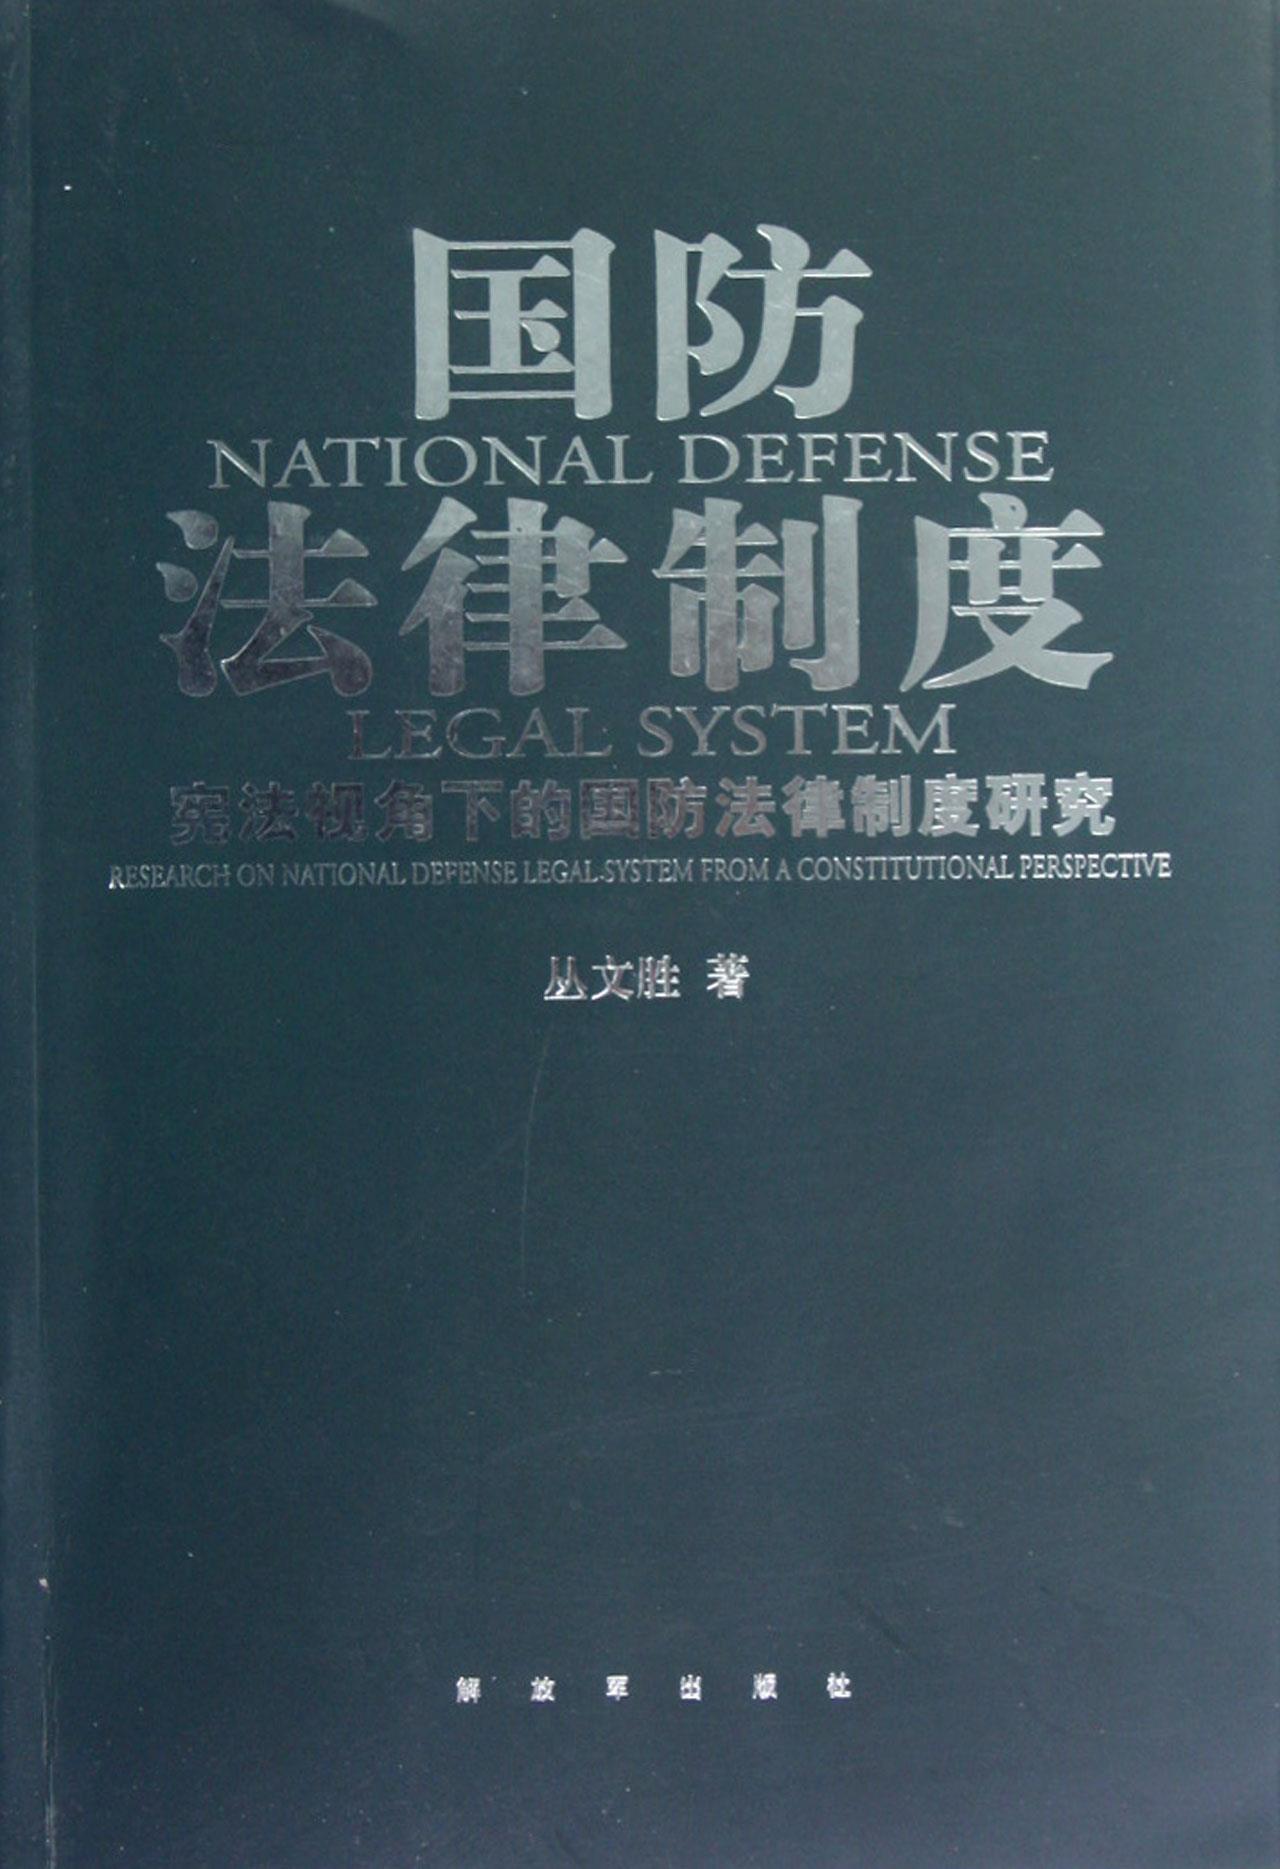 国防
NATIONAL DEFENSE
法律制度
LEGAL SYSTEM
宪法视角下的国防法律制度研究
RESEARCH ON NATIONAL DEFENSE LEGAL SYSTEM FROM A CONSTITUTIONAL PERSPECTIVE
丛文胜 著
解放军出版社